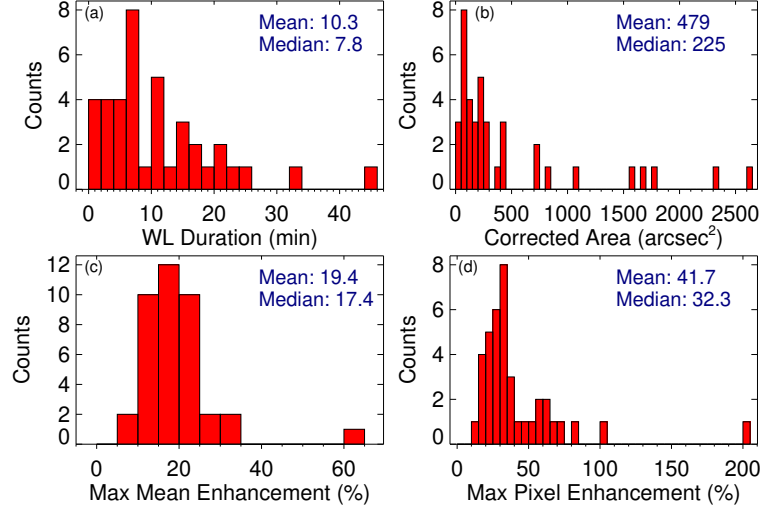 (a)
Mean: 10.3
Median: 7.8
8
6
4
2
0
Counts
0 10 20 30 40
WL Duration (min)
(b)
Mean: 479
Median: 225
8
6
4
2
0
Counts
0 500 1000 1500 2000 2500
Corrected Area (arcsec²)
(c)
Mean: 19.4
Median: 17.4
12
10
8
6
4
2
0
Counts
0 20 40 60
Max Mean Enhancement (%)
(d)
Mean: 41.7
Median: 32.3
8
6
4
2
0
Counts
0 50 100 150 200
Max Pixel Enhancement (%)